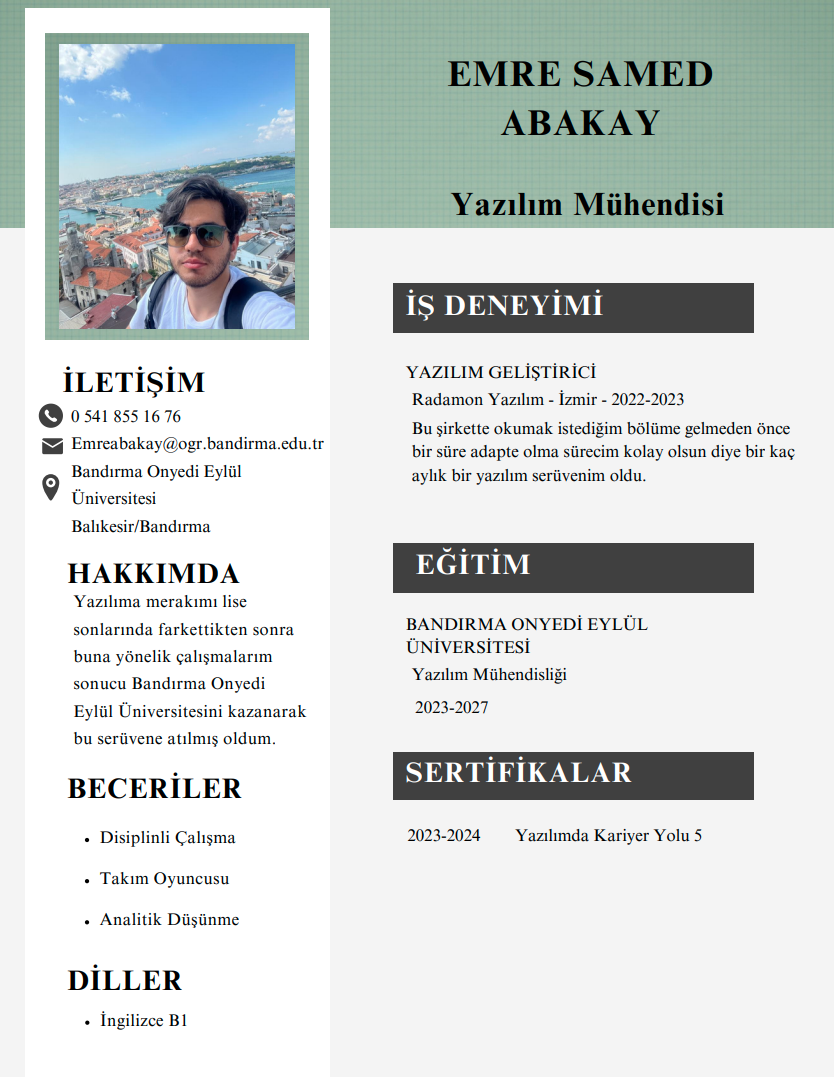 EMRE SAMED
ABAKAY
Yazılım Mühendisi
İLETİŞİM
0 541 855 16 76
Emreabakay@ogr.bandirma.edu.tr
Bandırma Onyedi Eylül
Üniversitesi
Balıkesir/Bandırma
HAKKIMDA
Yazılıma merakımı lise
sonlarında farkettikten sonra
buna yönelik çalışmalarım
sonucu Bandırma Onyedi
Eylül Üniversitesini kazanarak
bu serüvene atılmış oldum.
BECERİLER
• Disiplinli Çalışma
• Takım Oyuncusu
• Analitik Düşünme
DİLLER
• İngilizce B1
İŞ DENEYİMİ
YAZILIM GELİŞTİRİCİ
Radamon Yazılım - İzmir - 2022-2023
Bu şirkette okumak istediğim bölüme gelmeden önce
bir süre adapte olma sürecim kolay olsun diye bir kaç
aylık bir yazılım serüvenim oldu.
EĞİTİM
BANDIRMA ONYEDİ EYLÜL
ÜNİVERSİTESİ
Yazılım Mühendisliği
2023-2027
SERTİFİKALAR
2023-2024 Yazılımda Kariyer Yolu 5